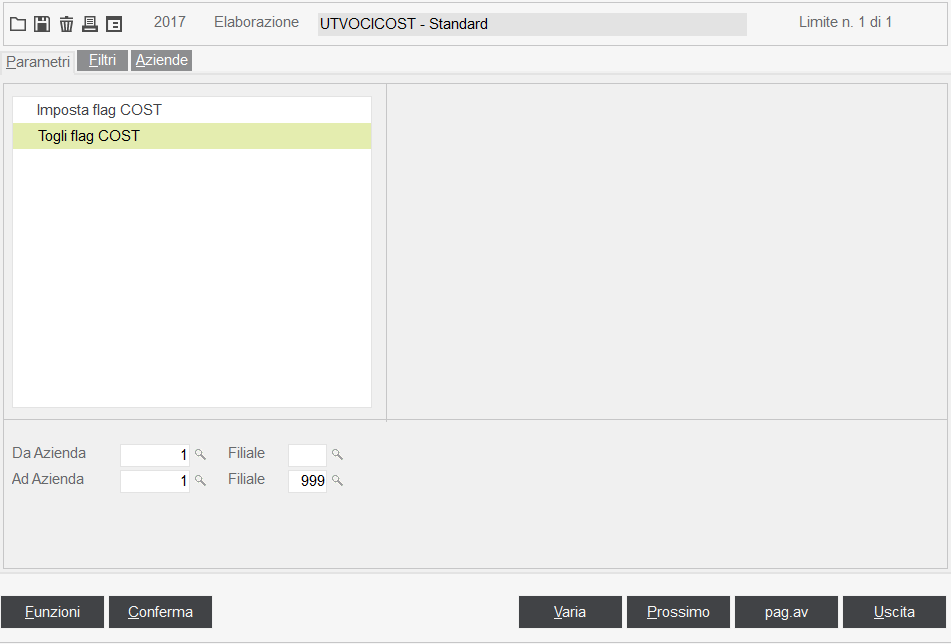 2017 Elaborazione UTVOCICOST - Standard Limite n. 1 di 1
Parametri Filtri Aziende
Imposta flag COST
Togli flag COST
Da Azienda 1 Filiale
Ad Azienda 1 Filiale 999
Funzioni Conferma Varia Prossimo pag.av Uscita